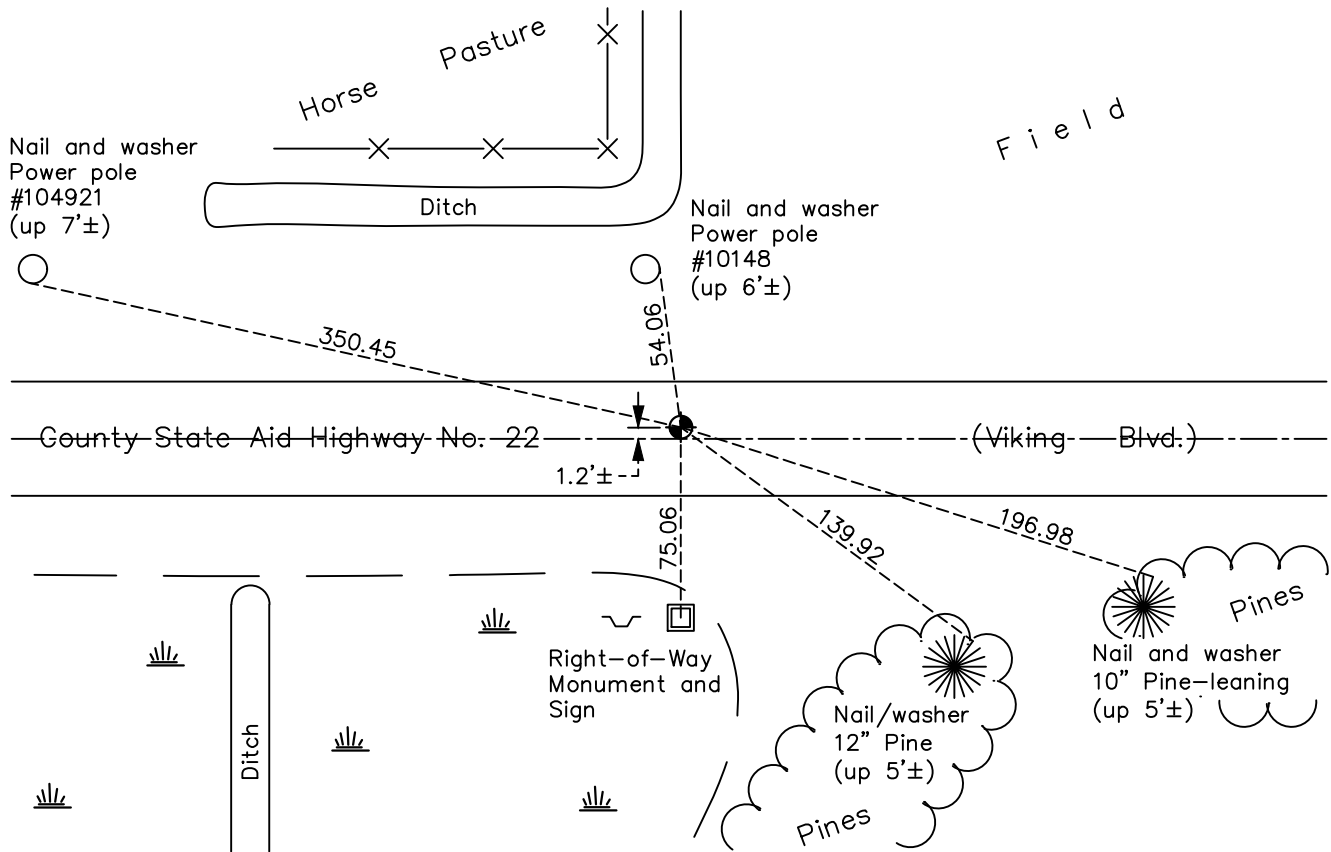 Horse Pasture
Field
Nail and washer
Power pole
#104921
(up 7'±)
Ditch
Nail and washer
Power pole
#10148
(up 6'±)
350.45
54.06
County State Aid Highway No. 22
(Viking Blvd.)
1.2'±
75.06
139.92
196.98
Pines
Right-of-Way
Monument and
Sign
Nail and washer
10" Pine-leaning
(up 5'±)
Nail/washer
12" Pine
(up 5'±)
Ditch
Pines